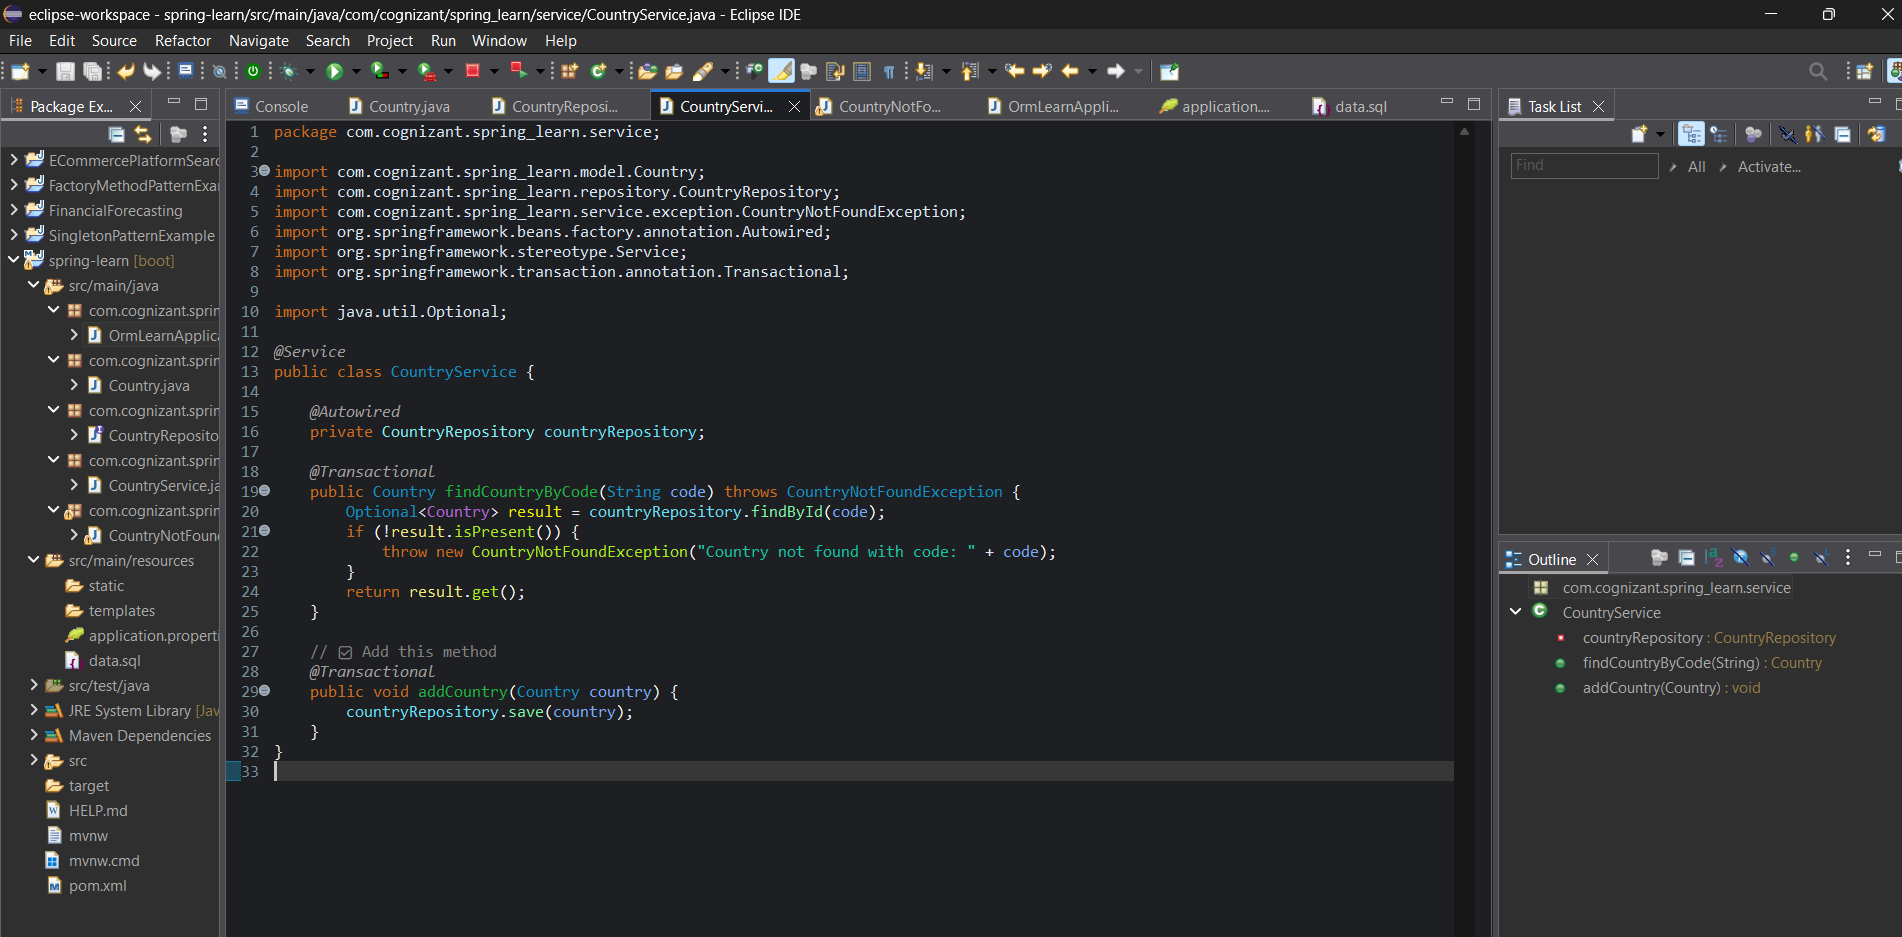 eclipse-workspace - spring-learn/src/main/java/com/cognizant/spring_learn/service/CountryService.java - Eclipse IDE
File Edit Source Refactor Navigate Search Project Run Window Help
Package Ex...
ECommercePlatformSearc
FactoryMethodPatternExa
FinancialForecasting
SingletonPatternExample
spring-learn [boot]
src/main/java
com.cognizant.sprin
OrmLearnApplica
com.cognizant.sprin
Country.java
com.cognizant.sprin
CountryReposito
com.cognizant.sprin
CountryService.ja
com.cognizant.sprin
CountryNotFoun
src/main/resources
static
templates
application.properti
data.sql
src/test/java
JRE System Library [Jav
Maven Dependencies
src
target
HELP.md
mvnw
mvnw.cmd
pom.xml
Console Country.java CountryReposi... CountryServi... CountryNotFo... OrmLearnAppli... application.... data.sql
1 package com.cognizant.spring_learn.service;
2
3 import com.cognizant.spring_learn.model.Country;
4 import com.cognizant.spring_learn.repository.CountryRepository;
5 import com.cognizant.spring_learn.service.exception.CountryNotFoundException;
6 import org.springframework.beans.factory.annotation.Autowired;
7 import org.springframework.stereotype.Service;
8 import org.springframework.transaction.annotation.Transactional;
9
10 import java.util.Optional;
11
12 @Service
13 public class CountryService {
14
15 @Autowired
16 private CountryRepository countryRepository;
17
18 @Transactional
19 public Country findCountryByCode(String code) throws CountryNotFoundException {
20 Optional<Country> result = countryRepository.findById(code);
21 if (!result.isPresent()) {
22 throw new CountryNotFoundException("Country not found with code: " + code);
23 }
24 return result.get();
25 }
26
27 // ☑ Add this method
28 @Transactional
29 public void addCountry(Country country) {
30 countryRepository.save(country);
31 }
32 }
33
Task List
Find All Activate...
Outline
com.cognizant.spring_learn.service
CountryService
countryRepository : CountryRepository
findCountryByCode(String) : Country
addCountry(Country) : void